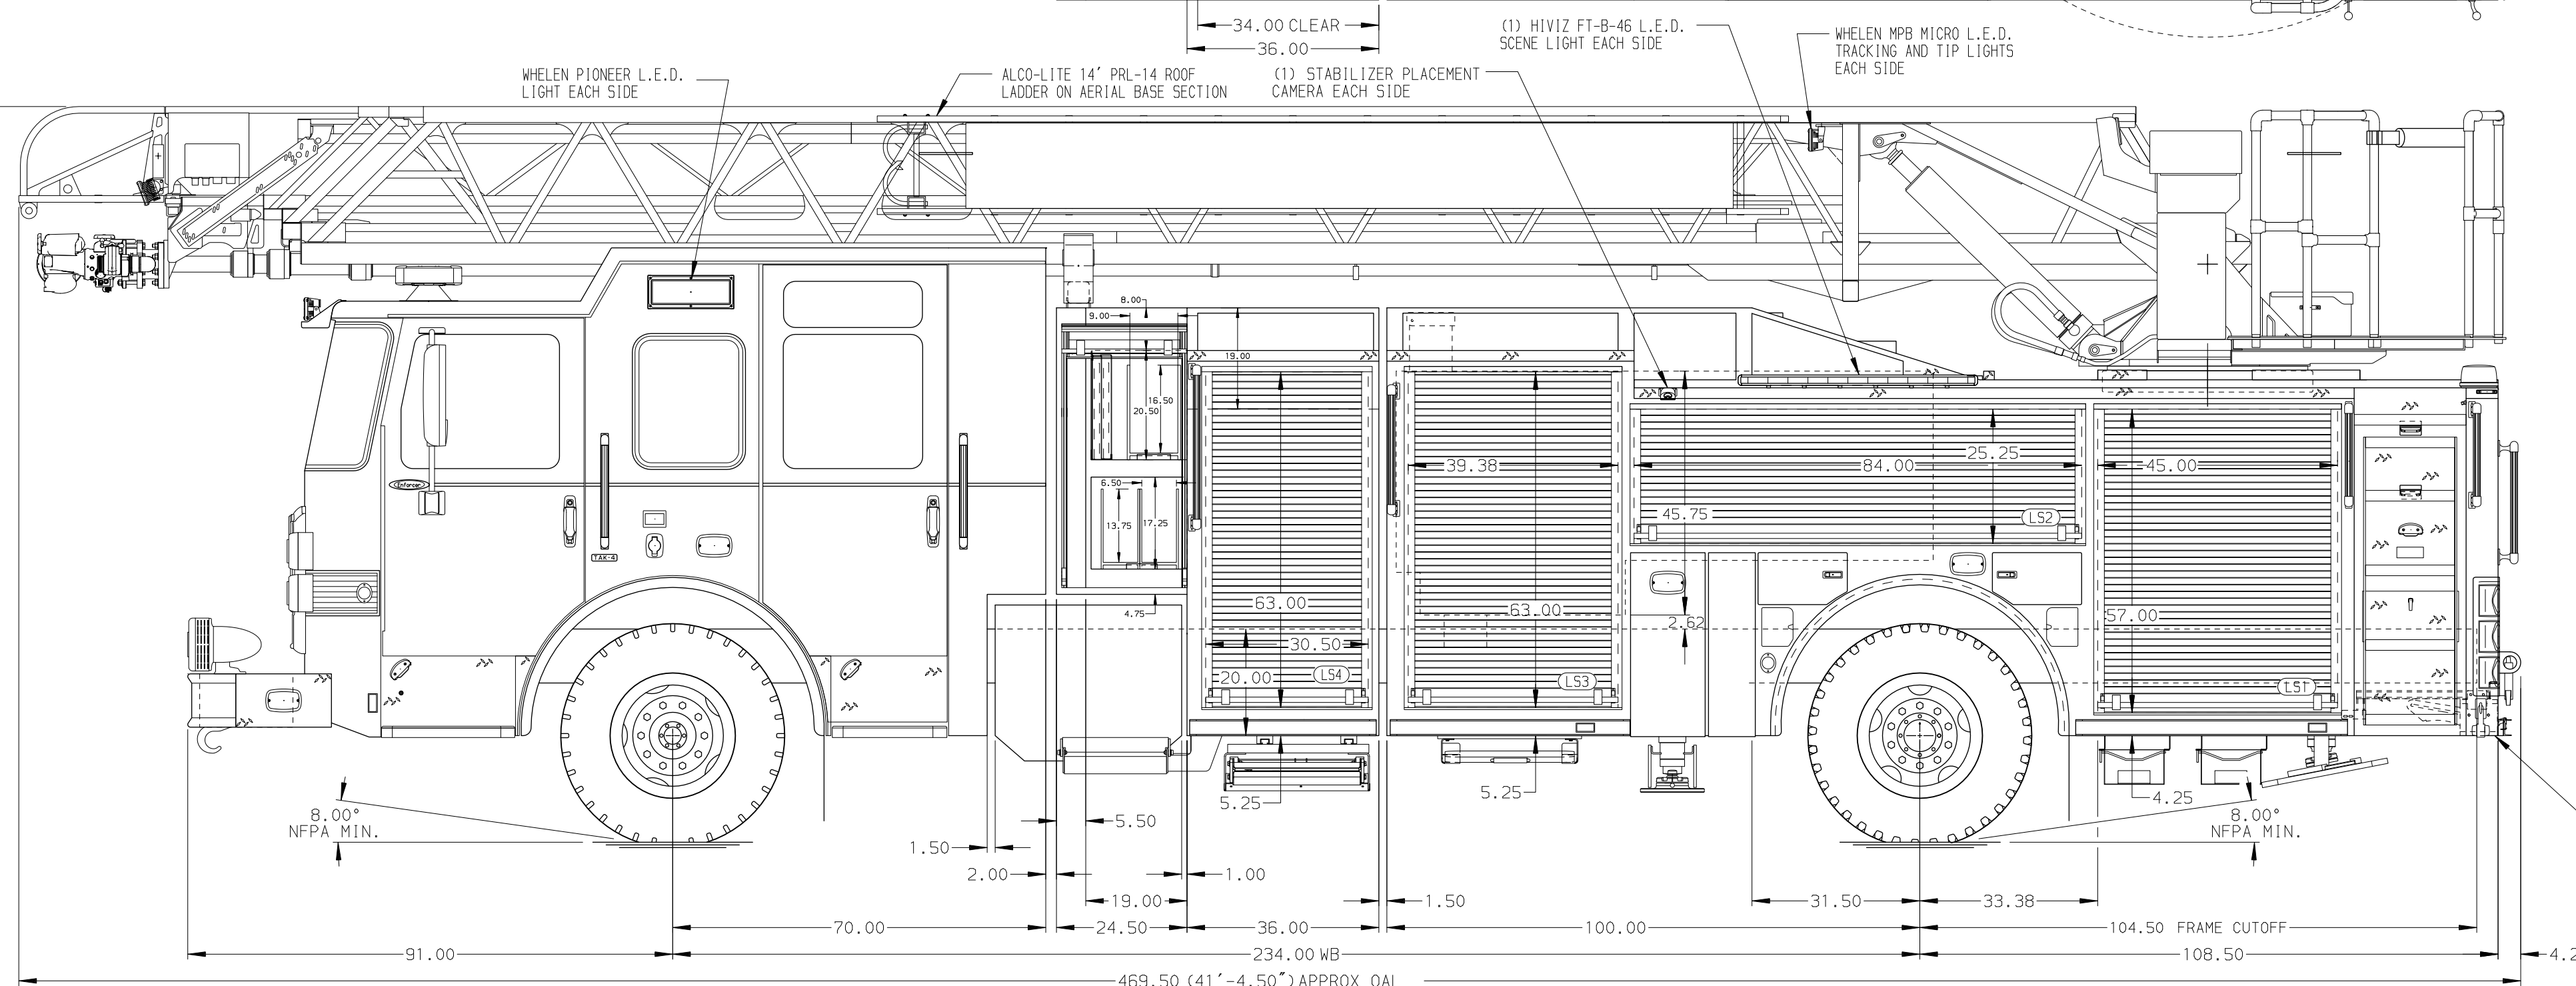 34.00 CLEAR
36.00
(1) HIVIZ FT-B-46 L.E.D.
SCENE LIGHT EACH SIDE
WHELEN MPB MICRO L.E.D.
TRACKING AND TIP LIGHTS
EACH SIDE
WHELEN PIONEER L.E.D.
LIGHT EACH SIDE
ALCO-LITE 14' PRL-14 ROOF
LADDER ON AERIAL BASE SECTION
(1) STABILIZER PLACEMENT
CAMERA EACH SIDE
8.00
9.00
19.00
16.50
20.50
6.50
13.75
17.25
4.75
Enforcer
TAK-4
39.38
84.00
25.25
45.00
45.75
LS2
63.00
63.00
2.62
57.00
30.50
20.00
LS4
LS3
LS1
5.25
5.25
4.25
8.00°
NFPA MIN.
8.00°
NFPA MIN.
5.50
1.50
2.00
1.00
19.00
1.50
31.50
33.38
70.00
24.50
36.00
100.00
104.50 FRAME CUTOFF
91.00
234.00 WB
108.50
469.50 (41'-4.50") APPROX OAL